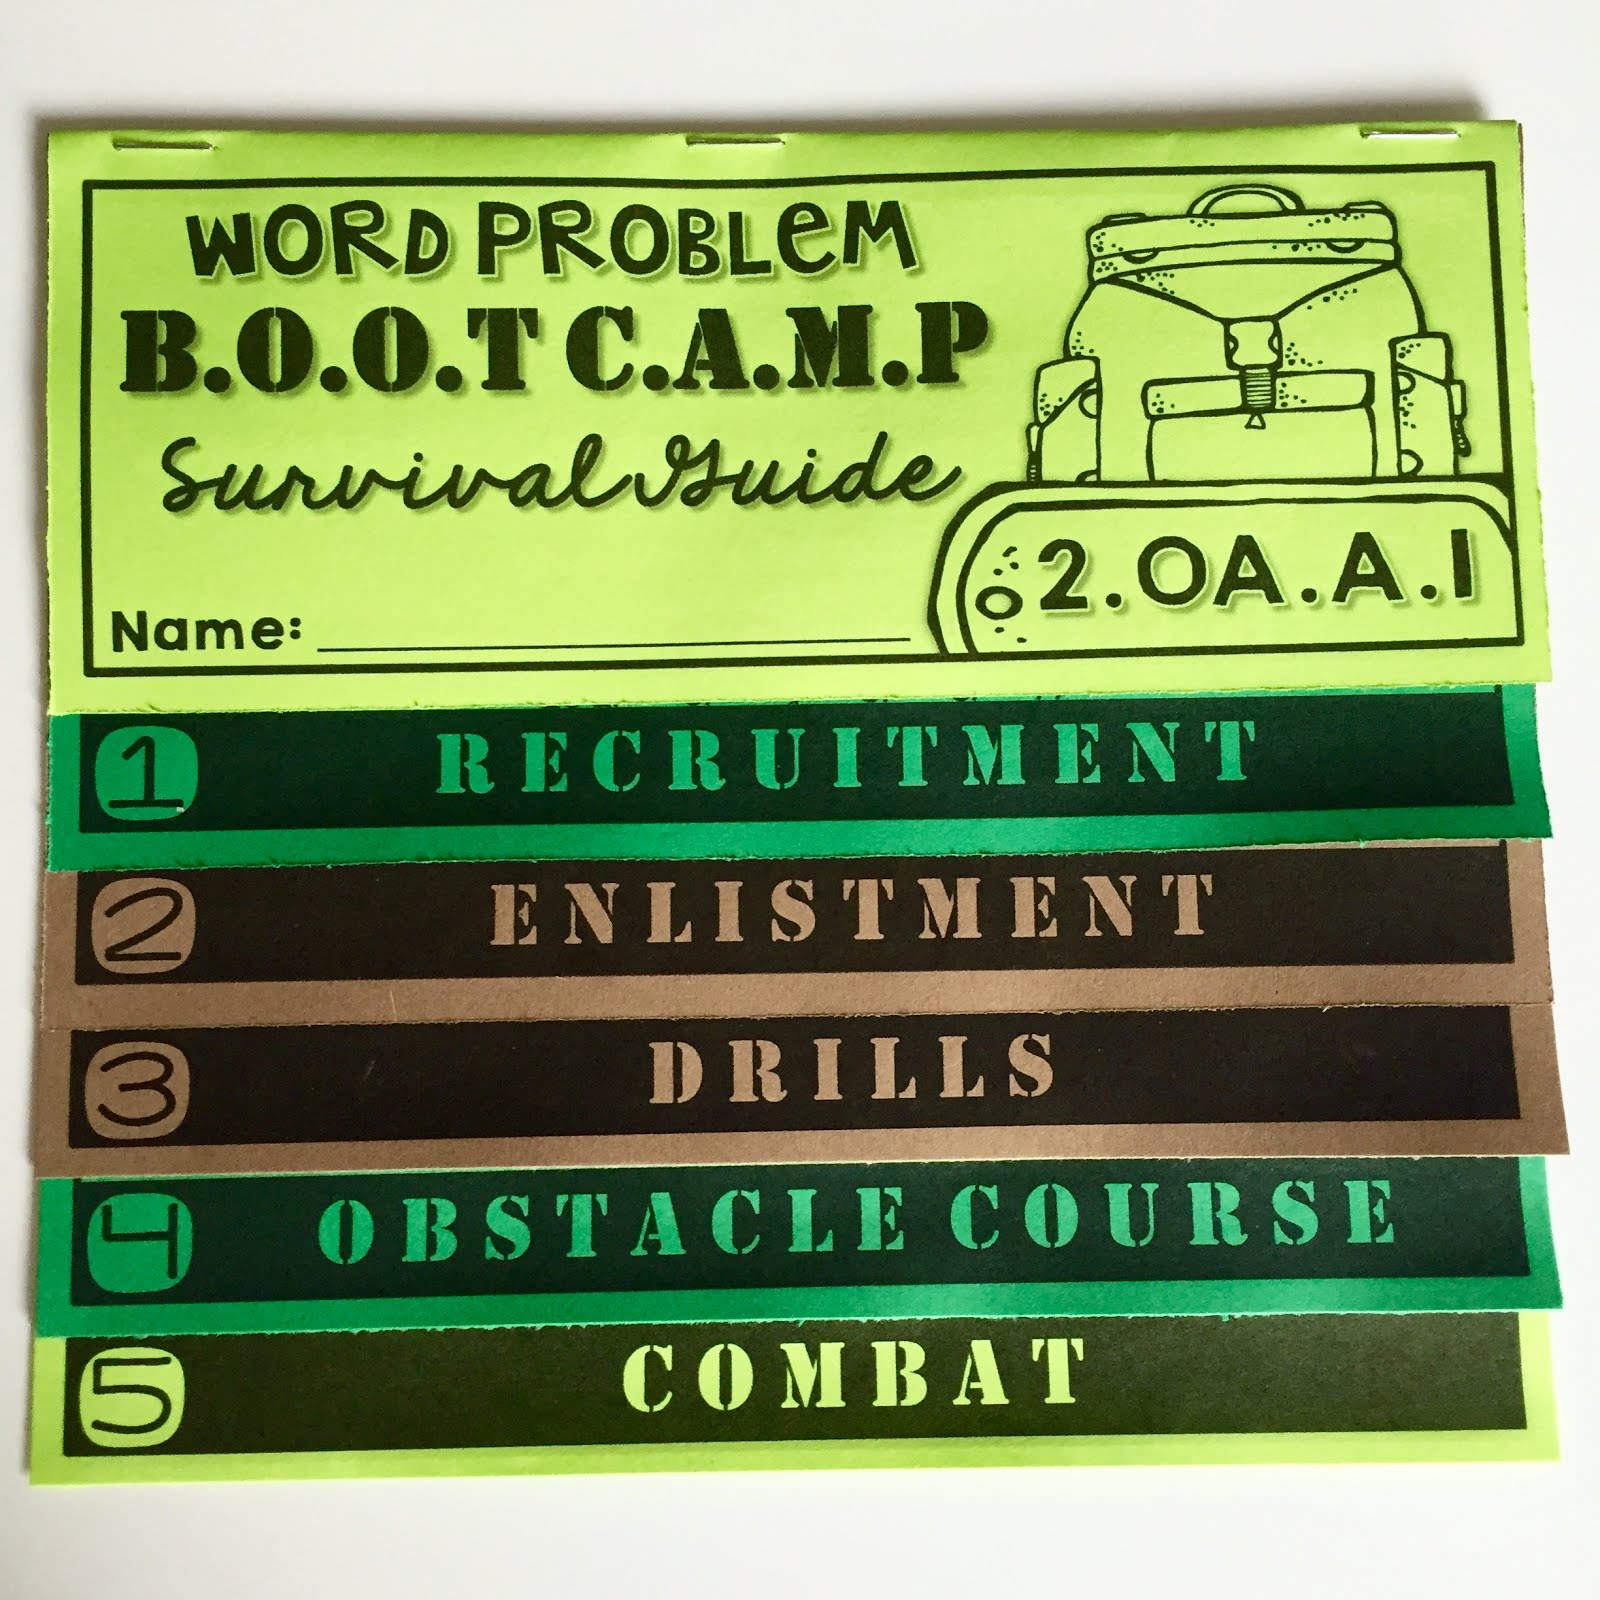 WORD PROBLEM
B.O.O.T C.A.M.P
Survival Guide
2.OA.A.1
Name:
1 RECRUITMENT
2 ENLISTMENT
3 DRILLS
4 OBSTACLE COURSE
5 COMBAT